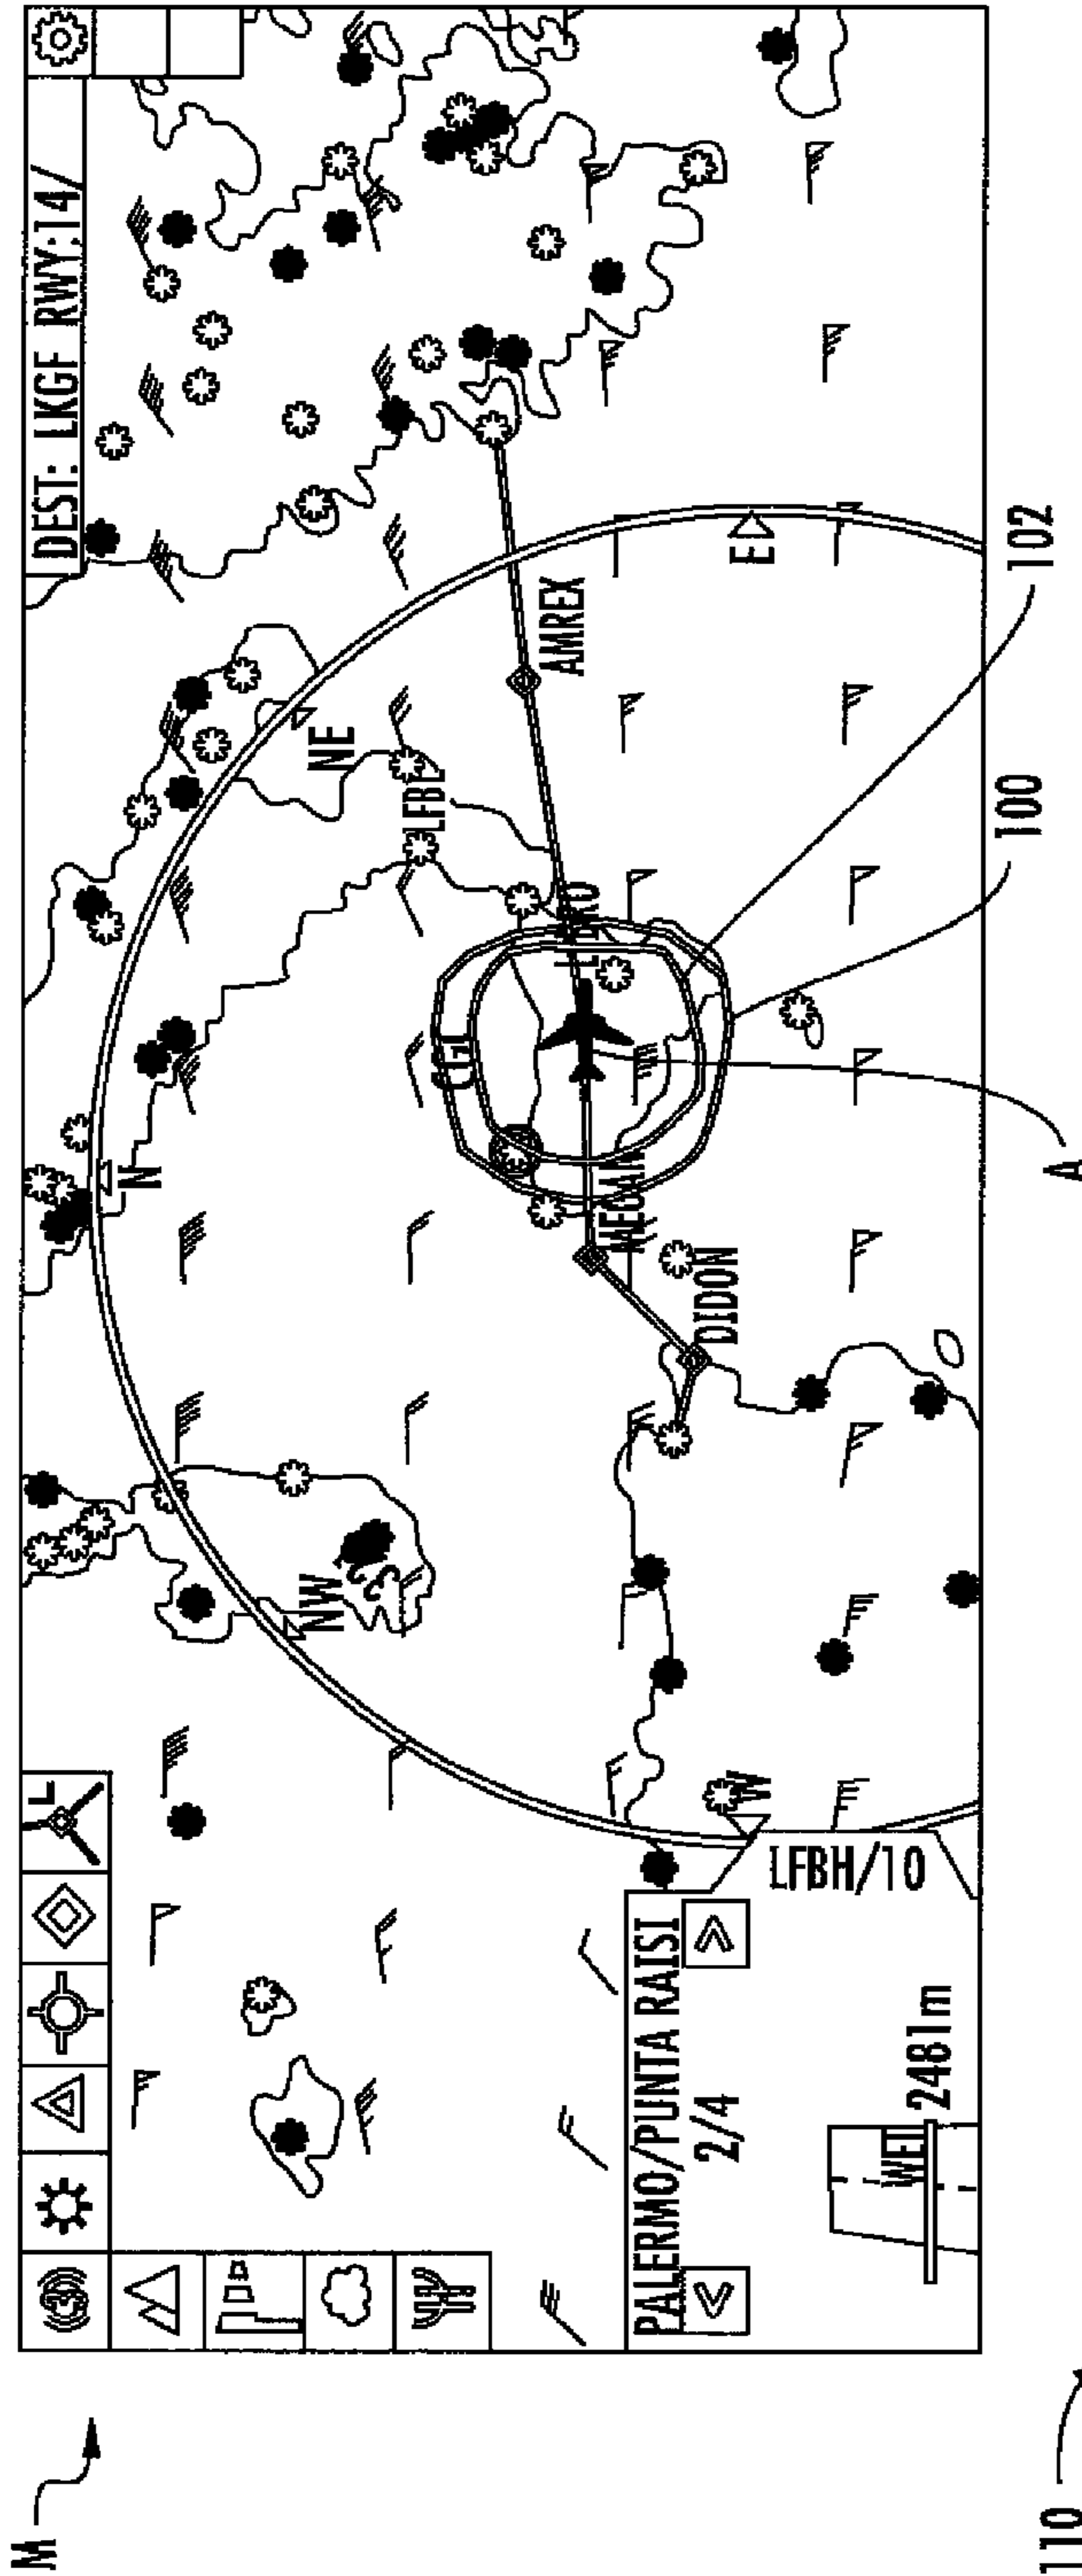 M
DEST: LKGF RWY:14/
L
N
NE
NW
LFBL
AMREX
E
MEGAN
DIDON
W
PALERMO/PUNTA RAISI
2/4
LFBH/10
WET
2481m
A
100
102
110